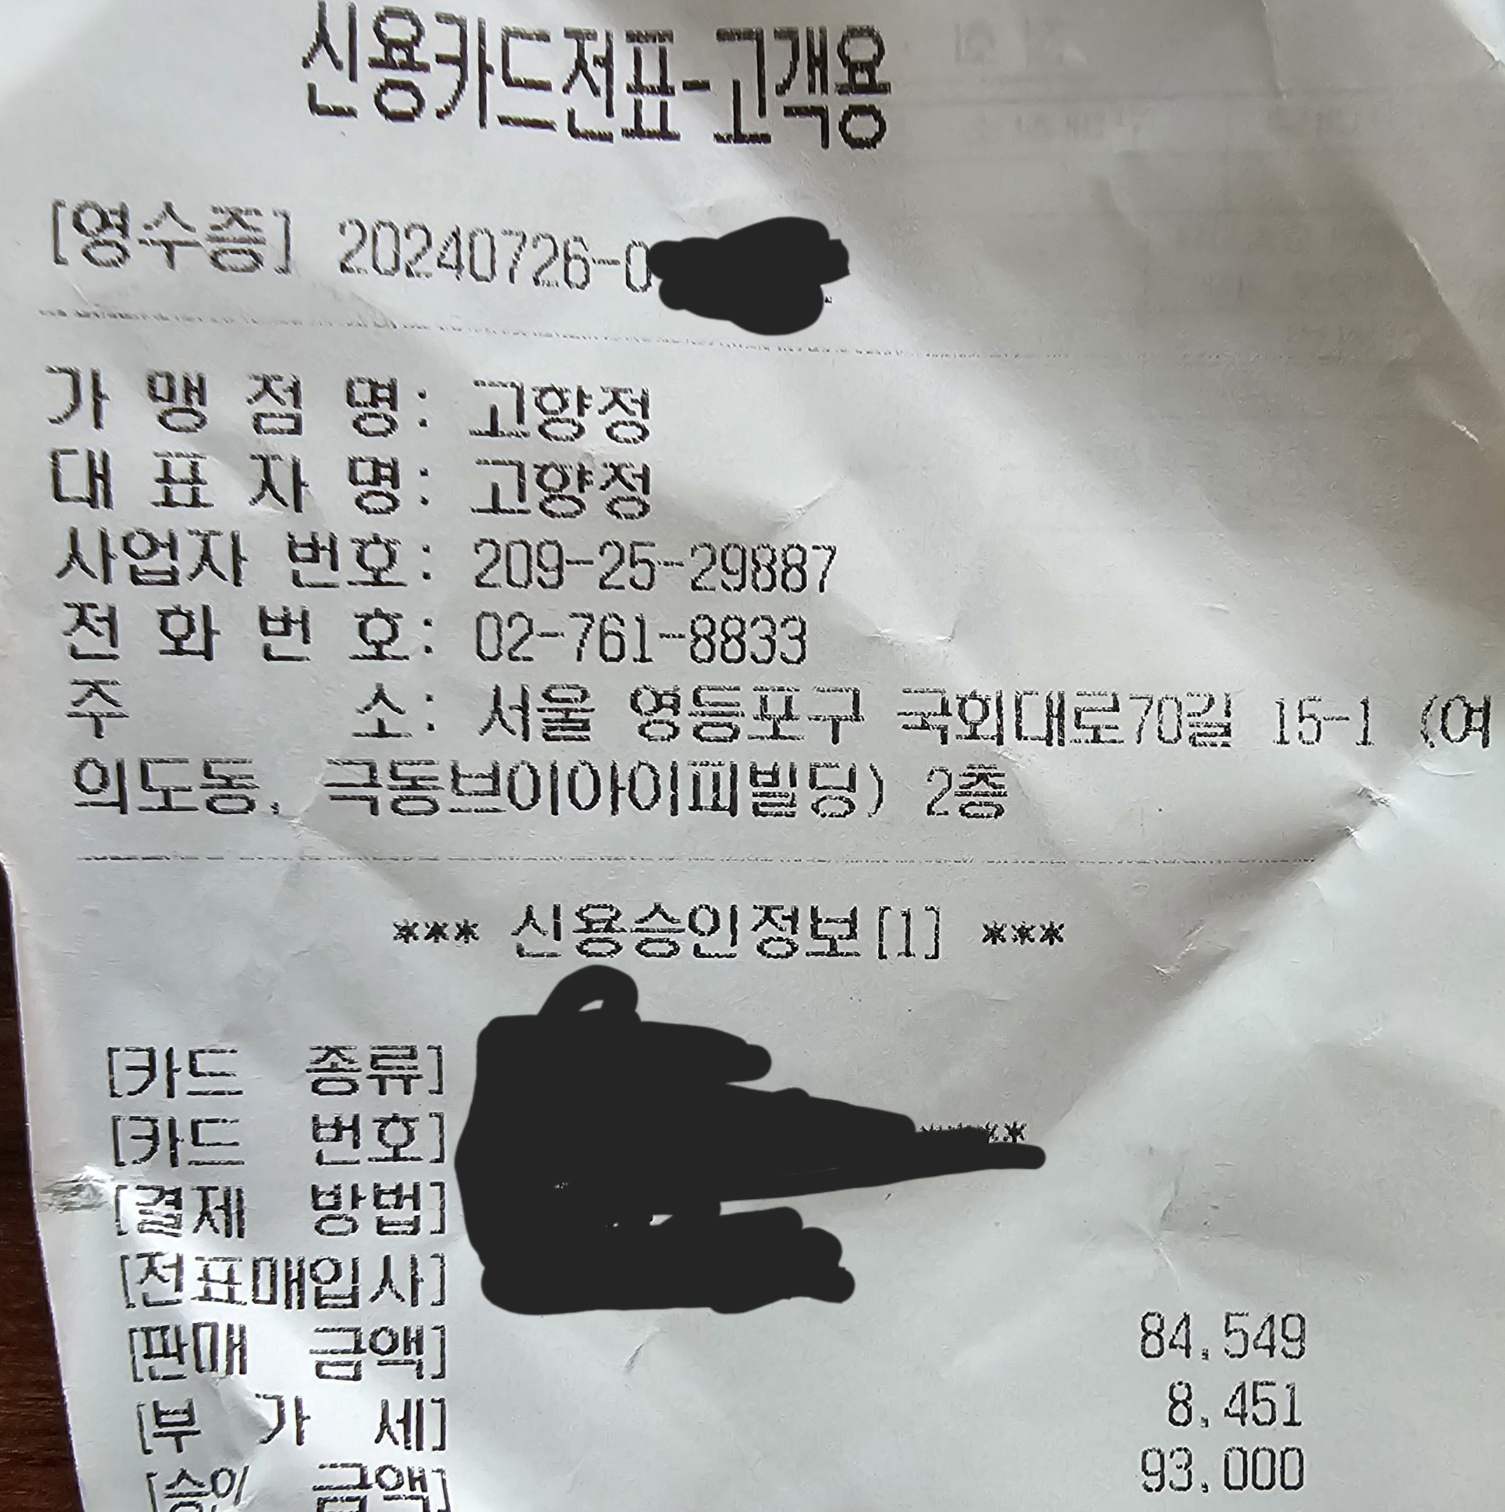 신용카드전표-고객용
[영수증] 20240726-0
가 맹 점 명: 고향정
대 표 자 명: 고향정
사업자 번호: 209-25-29887
전 화 번 호: 02-761-8833
주 소: 서울 영등포구 국회대로70길 15-1 (여
의도동, 극동브이아이피빌딩) 2층
*** 신용승인정보[1] ***
[카드 종류]
[카드 번호] ****
[결제 방법]
[전표매입사]
[판매 금액] 84,549
[부 가 세] 8,451
[승인 금액] 93,000